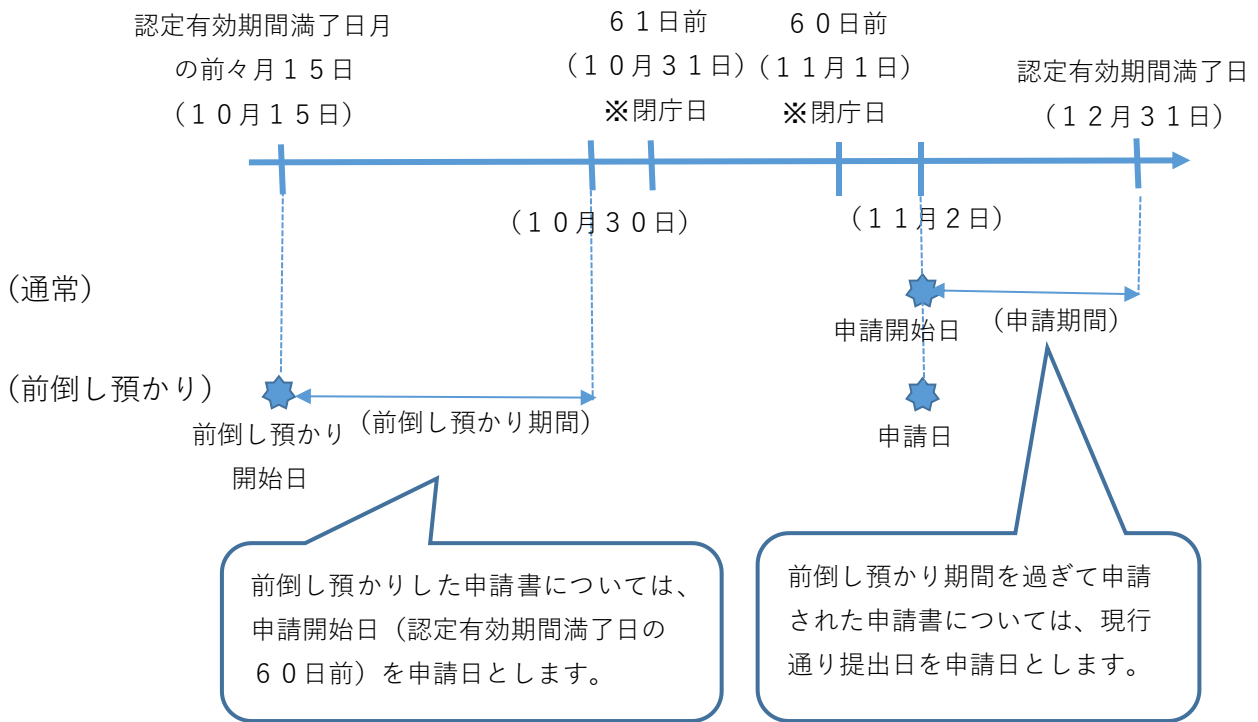 認定有効期間満了日月
の前々月１５日
（１０月１５日）
６１日前
（１０月３１日）
※閉庁日
６０日前
（１１月１日）
※閉庁日
認定有効期間満了日
（１２月３１日）
（１０月３０日）
（１１月２日）
（通常）
申請開始日
（申請期間）
（前倒し預かり）
前倒し預かり
開始日
（前倒し預かり期間）
申請日
前倒し預かりした申請書については、
申請開始日（認定有効期間満了日の
６０日前）を申請日とします。
前倒し預かり期間を過ぎて申請
された申請書については、現行
通り提出日を申請日とします。